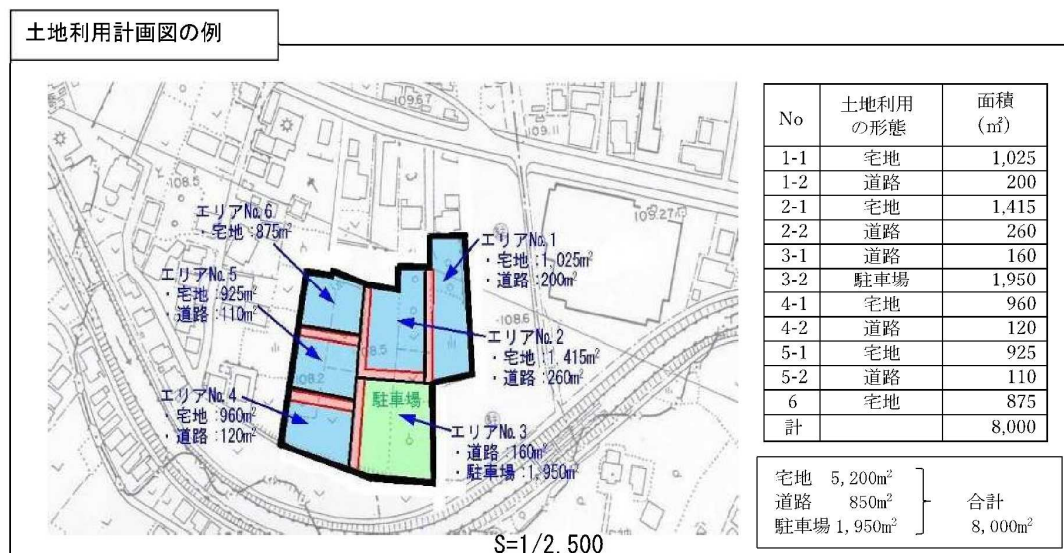 土地利用計画図の例
109.67
109.11
108.5
109.27
エリアNo.6
・宅地:875m²
エリアNo.1
・宅地:1,025m²
・道路:200m²
エリアNo.5
・宅地:925m²
・道路:110m²
108.6
エリアNo.2
・宅地:1,415m²
・道路:260m²
108.5
108.2
エリアNo.4
・宅地:960m²
・道路:120m²
駐車場
エリアNo.3
・道路:160m²
・駐車場:1,950m²
S=1/2,500
No 土地利用の形態 面積(㎡)
1-1 宅地 1,025
1-2 道路 200
2-1 宅地 1,415
2-2 道路 260
3-1 道路 160
3-2 駐車場 1,950
4-1 宅地 960
4-2 道路 120
5-1 宅地 925
5-2 道路 110
6 宅地 875
計 8,000
宅地 5,200m²
道路 850m² 合計
駐車場 1,950m² 8,000m²